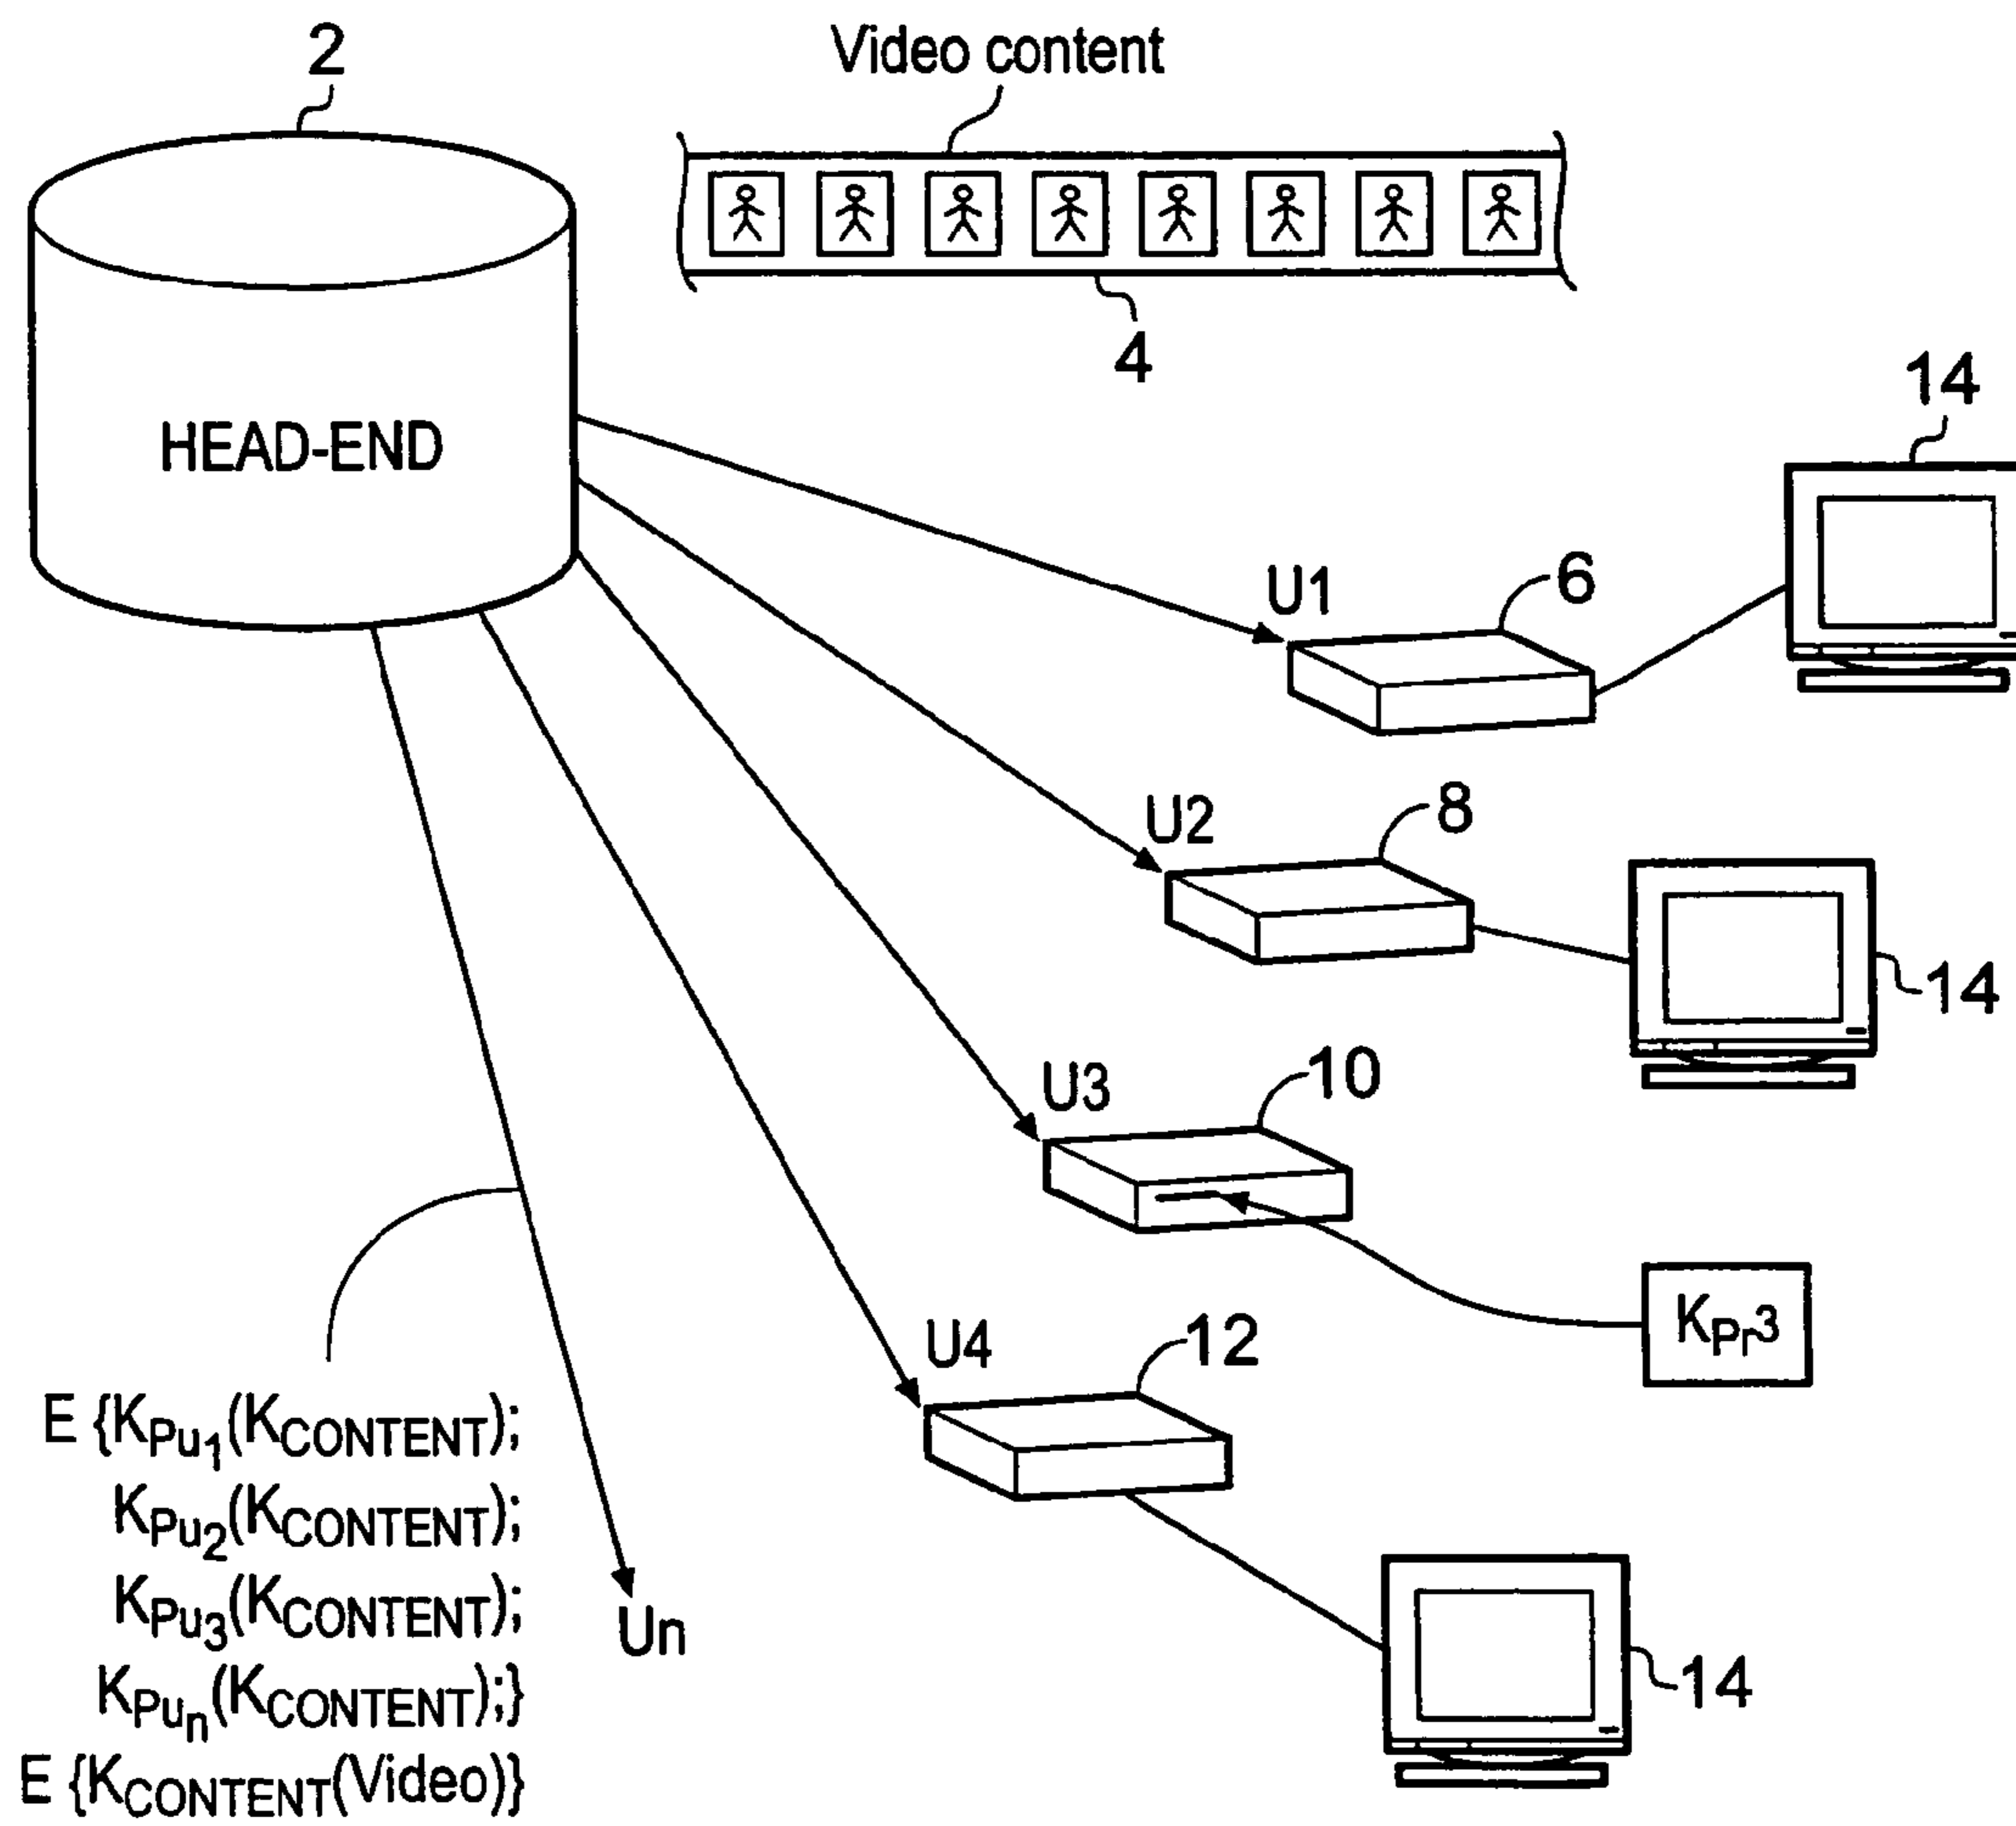 2
Video content
4
HEAD-END
14
U1
6
U2
8
14
U3
10
KPr3
U4
12
E {KPu1(KCONTENT);
KPu2(KCONTENT);
KPu3(KCONTENT);
KPun(KCONTENT);}
E {KCONTENT(Video)}
Un
14